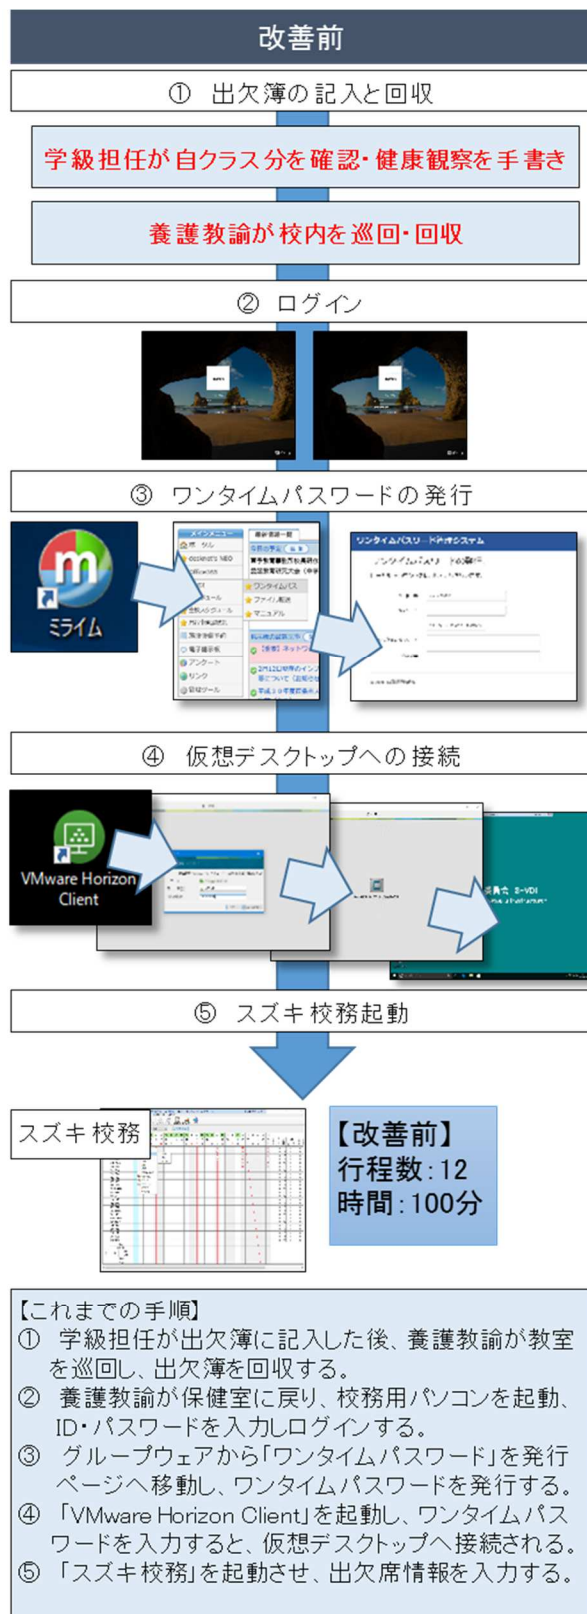 改善前
① 出欠簿の記入と回収
学級担任が自クラス分を確認・健康観察を手書き
養護教諭が校内を巡回・回収
② ログイン
③ ワンタイムパスワードの発行
ミライム
メインメニュー
ワンタイムパス
ファイル転送
マニュアル
アンケート
リンク
ワンタイムパスワード発行システム
④ 仮想デスクトップへの接続
VMware Horizon
Client
⑤ スズキ校務起動
スズキ校務
【改善前】
行程数：12
時間：100分
【これまでの手順】
① 学級担任が出欠簿に記入した後、養護教諭が教室
を巡回し、出欠簿を回収する。
② 養護教諭が保健室に戻り、校務用パソコンを起動、
ID・パスワードを入力しログインする。
③ グループウェアから「ワンタイムパスワード」を発行
ページへ移動し、ワンタイムパスワードを発行する。
④ 「VMware Horizon Client」を起動し、ワンタイムパス
ワードを入力すると、仮想デスクトップへ接続される。
⑤ 「スズキ校務」を起動させ、出欠席情報を入力する。